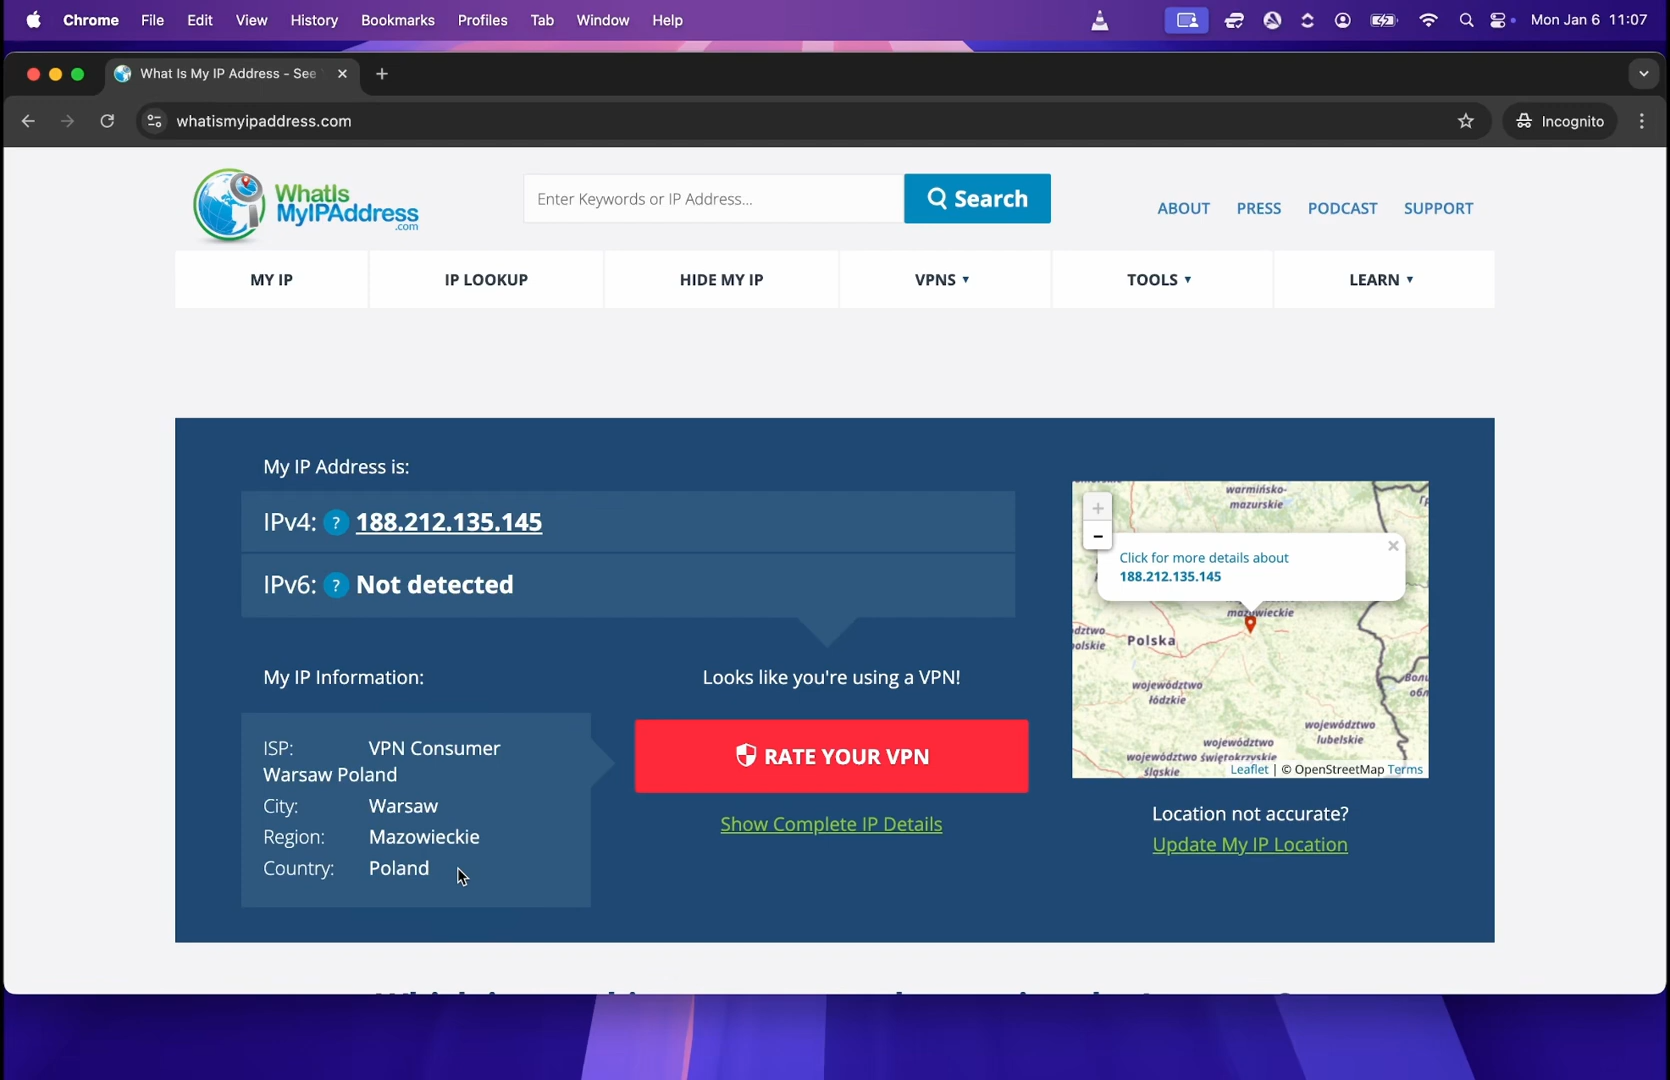 Chrome File Edit View History Bookmarks Profiles Tab Window Help Mon Jan 6 11:07
What Is My IP Address - See
whatismyipaddress.com Incognito
WhatIs
MyIPAddress
.com
Enter Keywords or IP Address...
Search
ABOUT PRESS PODCAST SUPPORT
MY IP IP LOOKUP HIDE MY IP VPNS TOOLS LEARN
My IP Address is:
IPv4: ? 188.212.135.145
IPv6: ? Not detected
My IP Information:
ISP: VPN Consumer
Warsaw Poland
City: Warsaw
Region: Mazowieckie
Country: Poland
Looks like you're using a VPN!
RATE YOUR VPN
Show Complete IP Details
warmińsko-
mazurskie
+
-
Click for more details about
188.212.135.145
mazowieckie
Polska
województwo
łódzkie
województwo
lubelskie
województwo
świętokrzyskie
śląskie
Leaflet | © OpenStreetMap Terms
Location not accurate?
Update My IP Location